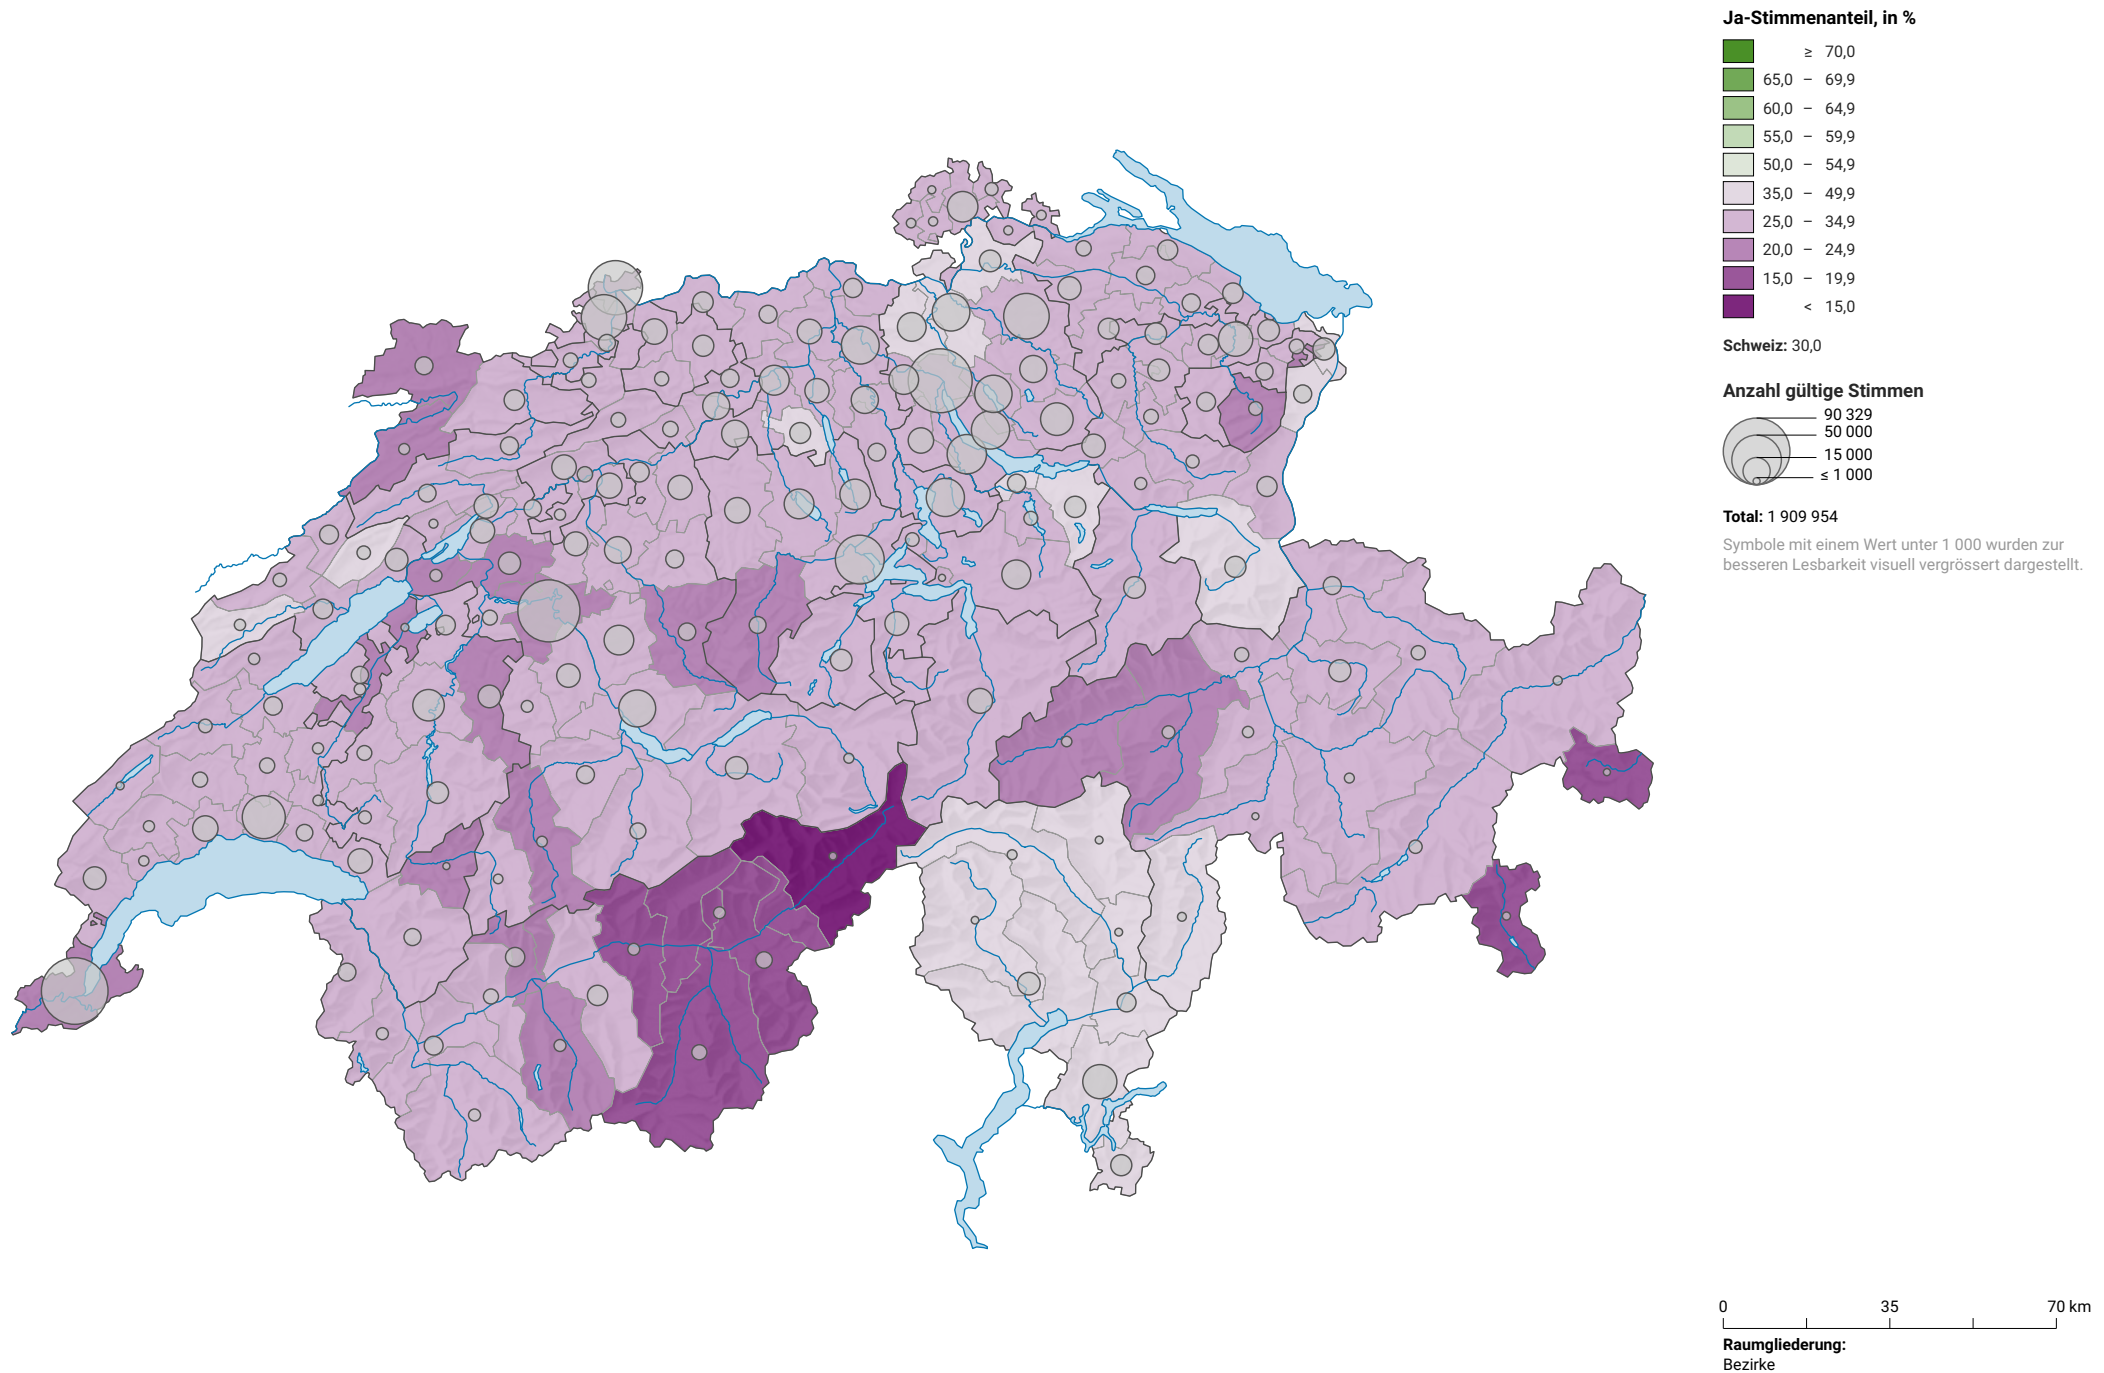 Ja-Stimmenanteil, in %
≥ 70,0
65,0 – 69,9
60,0 – 64,9
55,0 – 59,9
50,0 – 54,9
35,0 – 49,9
25,0 – 34,9
20,0 – 24,9
15,0 – 19,9
< 15,0
Schweiz: 30,0
Anzahl gültige Stimmen
90 329
50 000
15 000
≤ 1 000
Total: 1 909 954
Symbole mit einem Wert unter 1 000 wurden zur
besseren Lesbarkeit visuell vergrössert dargestellt.
0 35 70 km
Raumgliederung:
Bezirke